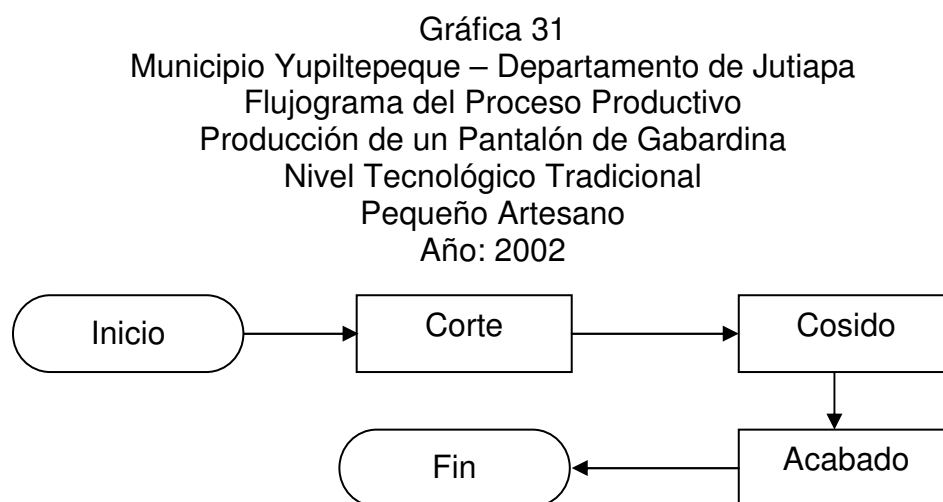 Gráfica 31
Municipio Yupiltepeque – Departamento de Jutiapa
Flujograma del Proceso Productivo
Producción de un Pantalón de Gabardina
Nivel Tecnológico Tradicional
Pequeño Artesano
Año: 2002
Inicio
Corte
Cosido
Acabado
Fin